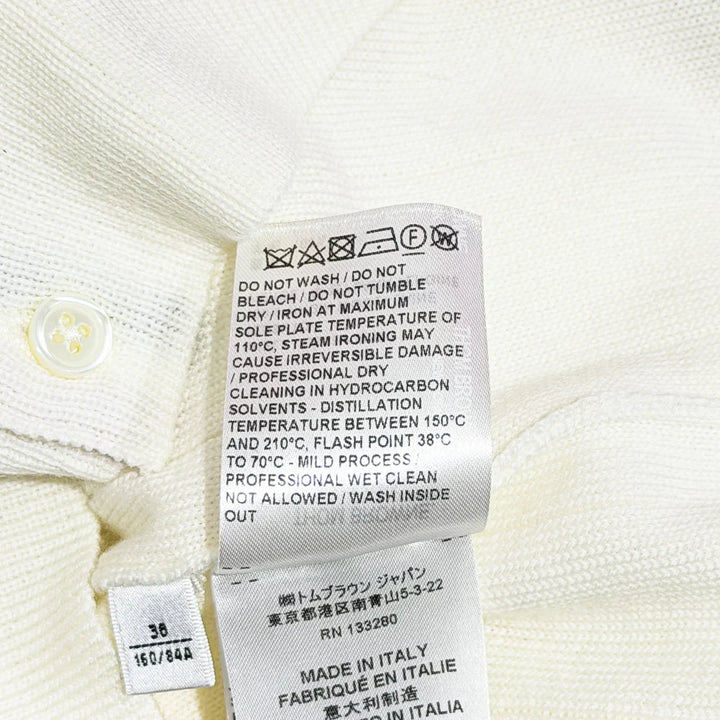 DO NOT WASH / DO NOT
BLEACH / DO NOT TUMBLE
DRY / IRON AT MAXIMUM
SOLE PLATE TEMPERATURE OF
110°C, STEAM IRONING MAY
CAUSE IRREVERSIBLE DAMAGE
/ PROFESSIONAL DRY
CLEANING IN HYDROCARBON
SOLVENTS - DISTILLATION
TEMPERATURE BETWEEN 150°C
AND 210°C, FLASH POINT 38°C
TO 70°C - MILD PROCESS /
PROFESSIONAL WET CLEAN
NOT ALLOWED / WASH INSIDE
OUT
㈱トムブラウン ジャパン
東京都港区南青山5-3-22
RN 133280
MADE IN ITALY
FABRIQUÉ EN ITALIE
意大利制造
IN ITALIA
38
160/84A